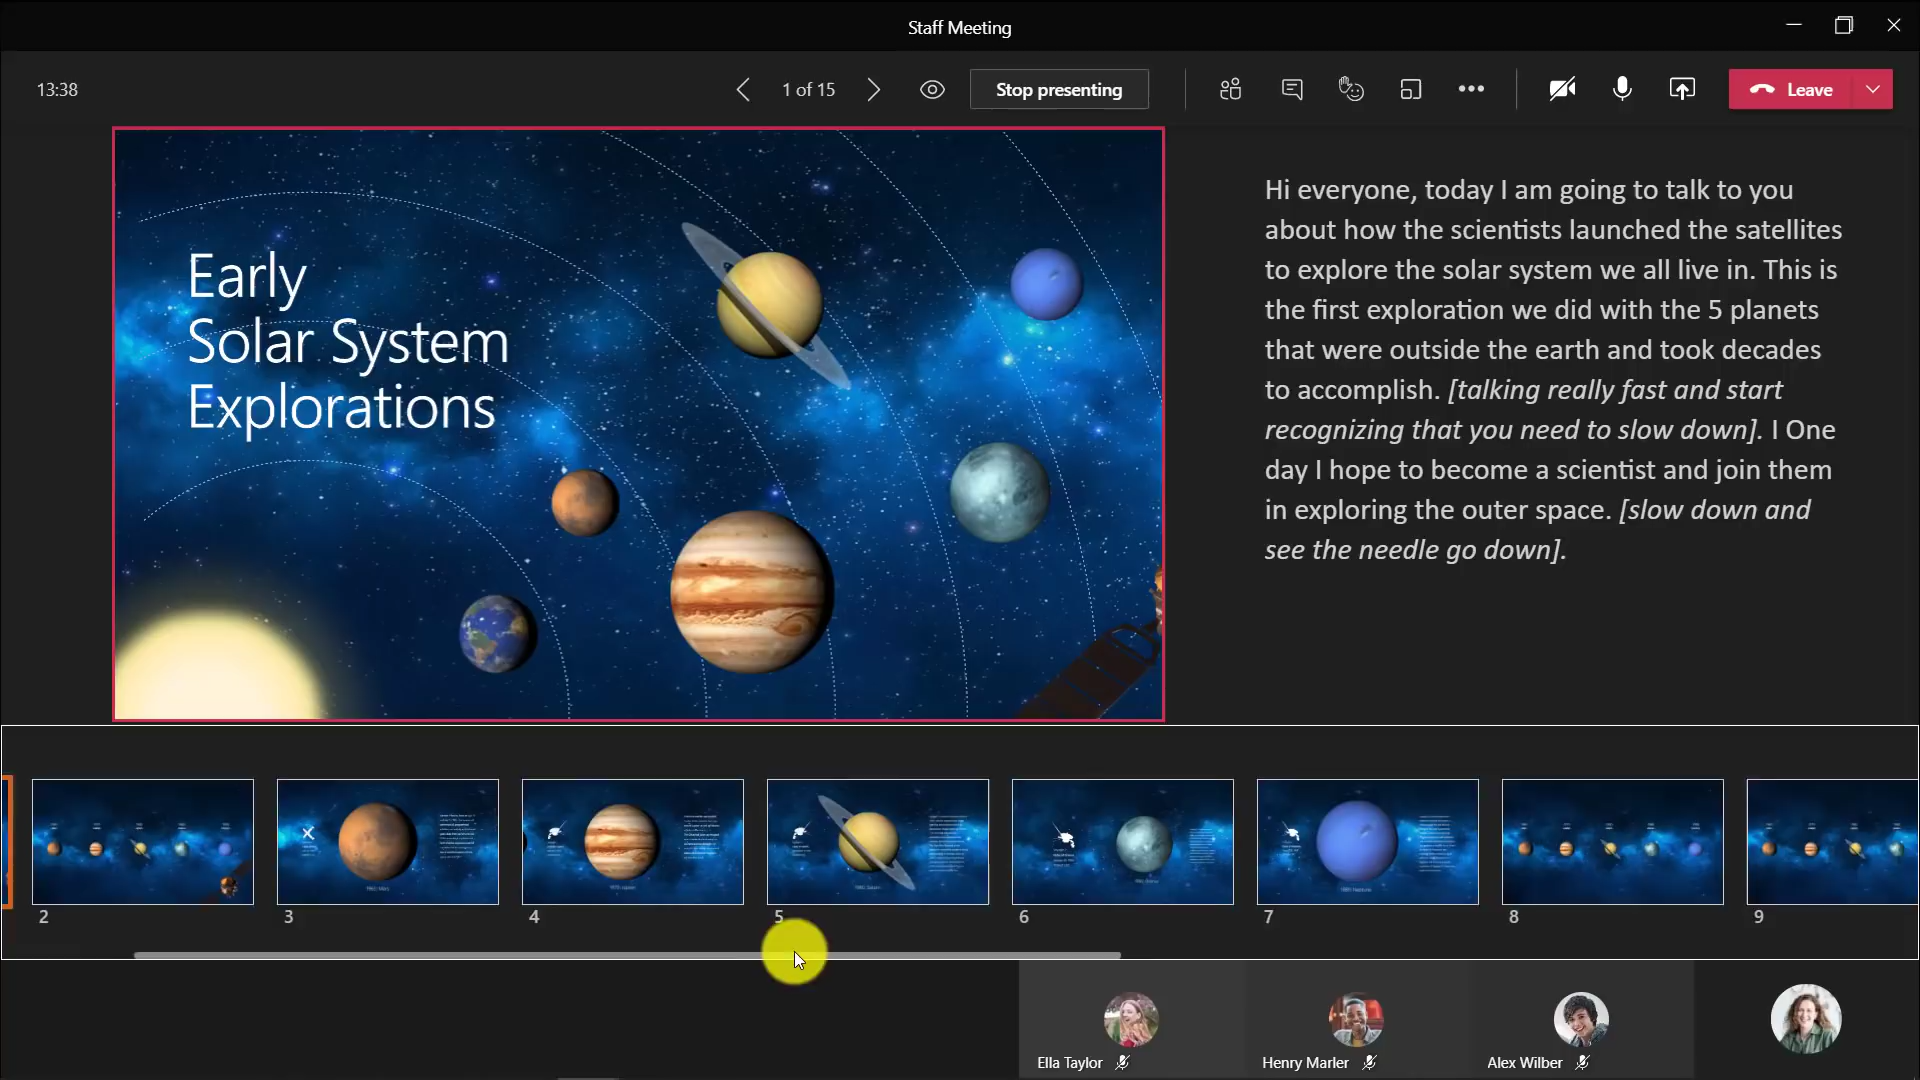 Staff Meeting
13:38
1 of 15
Stop presenting
Leave
Early
Solar System
Explorations
Hi everyone, today I am going to talk to you
about how the scientists launched the satellites
to explore the solar system we all live in. This is
the first exploration we did with the 5 planets
that were outside the earth and took decades
to accomplish. [talking really fast and start
recognizing that you need to slow down]. I One
day I hope to become a scientist and join them
in exploring the outer space. [slow down and
see the needle go down].
2
3
4
5
6
7
8
9
Ella Taylor
Henry Marler
Alex Wilber